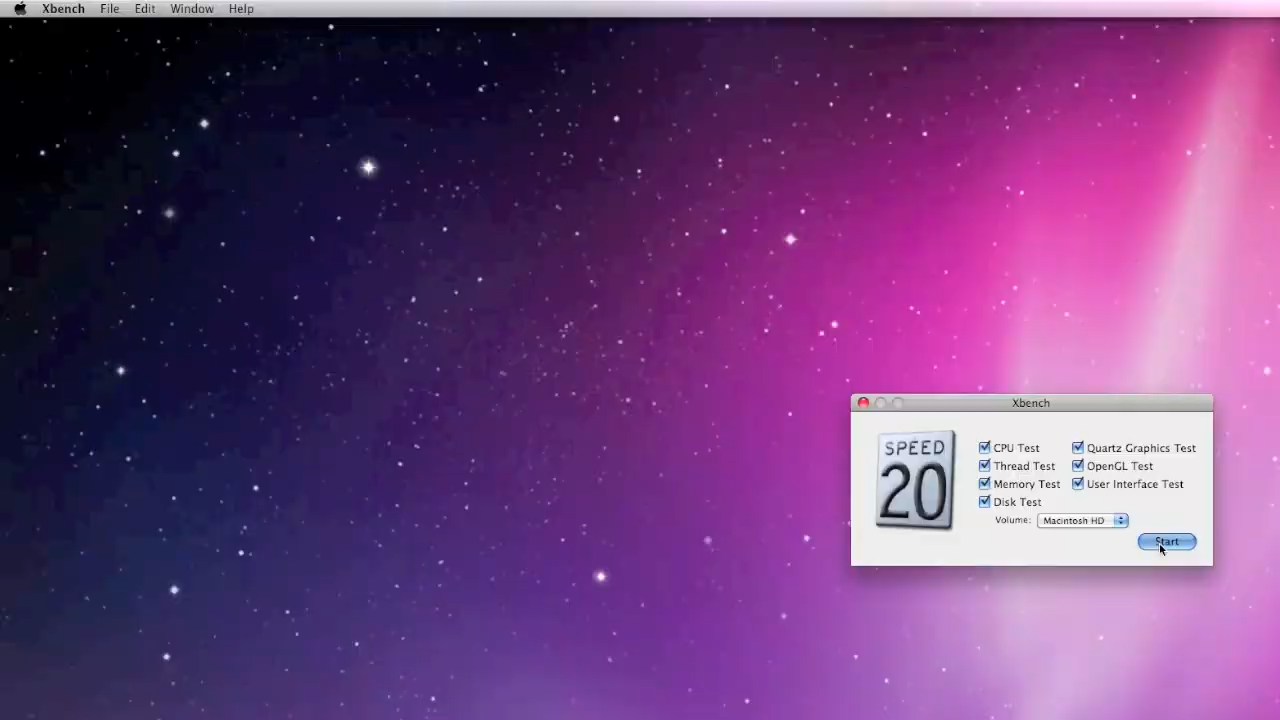 Xbench File Edit Window Help
Xbench
SPEED
20
CPU Test
Quartz Graphics Test
Thread Test
OpenGL Test
Memory Test
User Interface Test
Disk Test
Volume: Macintosh HD
Start